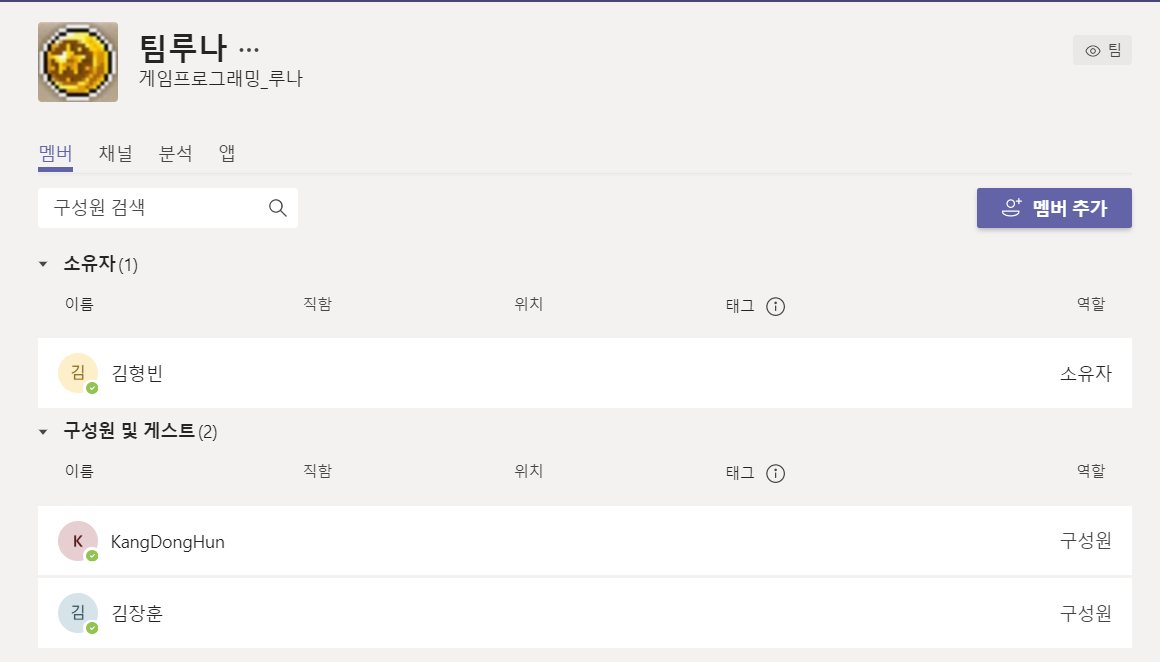 팀루나 ...
팀
게임프로그래밍_루나
멤버 채널 분석 앱
구성원 검색
멤버 추가
소유자(1)
이름 직함 위치 태그 역할
김 김형빈 소유자
구성원 및 게스트(2)
이름 직함 위치 태그 역할
K KangDongHun 구성원
김 김장훈 구성원